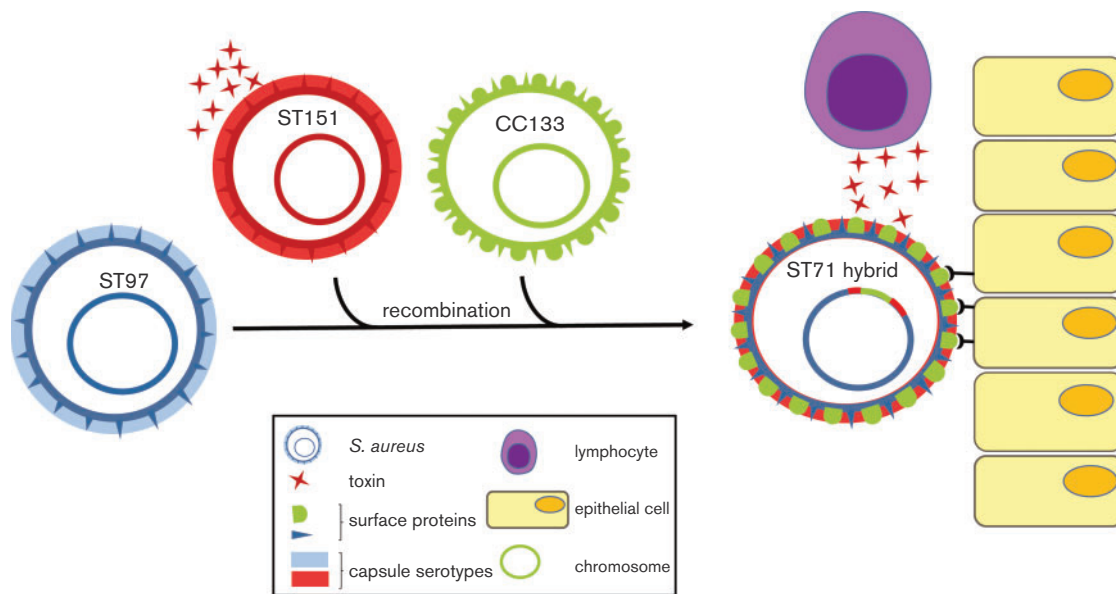 ST151
CC133
ST97
recombination
ST71 hybrid
S. aureus
toxin
surface proteins
capsule serotypes
lymphocyte
epithelial cell
chromosome